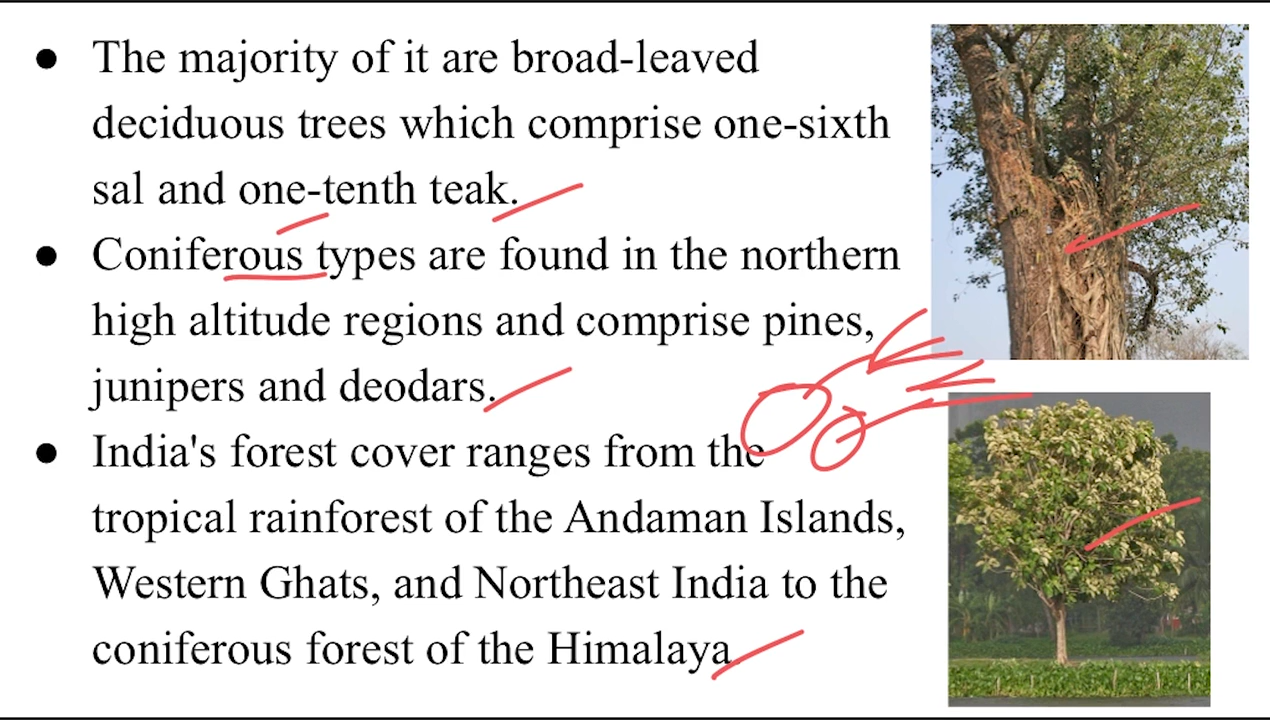 ● The majority of it are broad-leaved
deciduous trees which comprise one-sixth
sal and one-tenth teak.
● Coniferous types are found in the northern
high altitude regions and comprise pines,
junipers and deodars.
● India's forest cover ranges from the
tropical rainforest of the Andaman Islands,
Western Ghats, and Northeast India to the
coniferous forest of the Himalaya